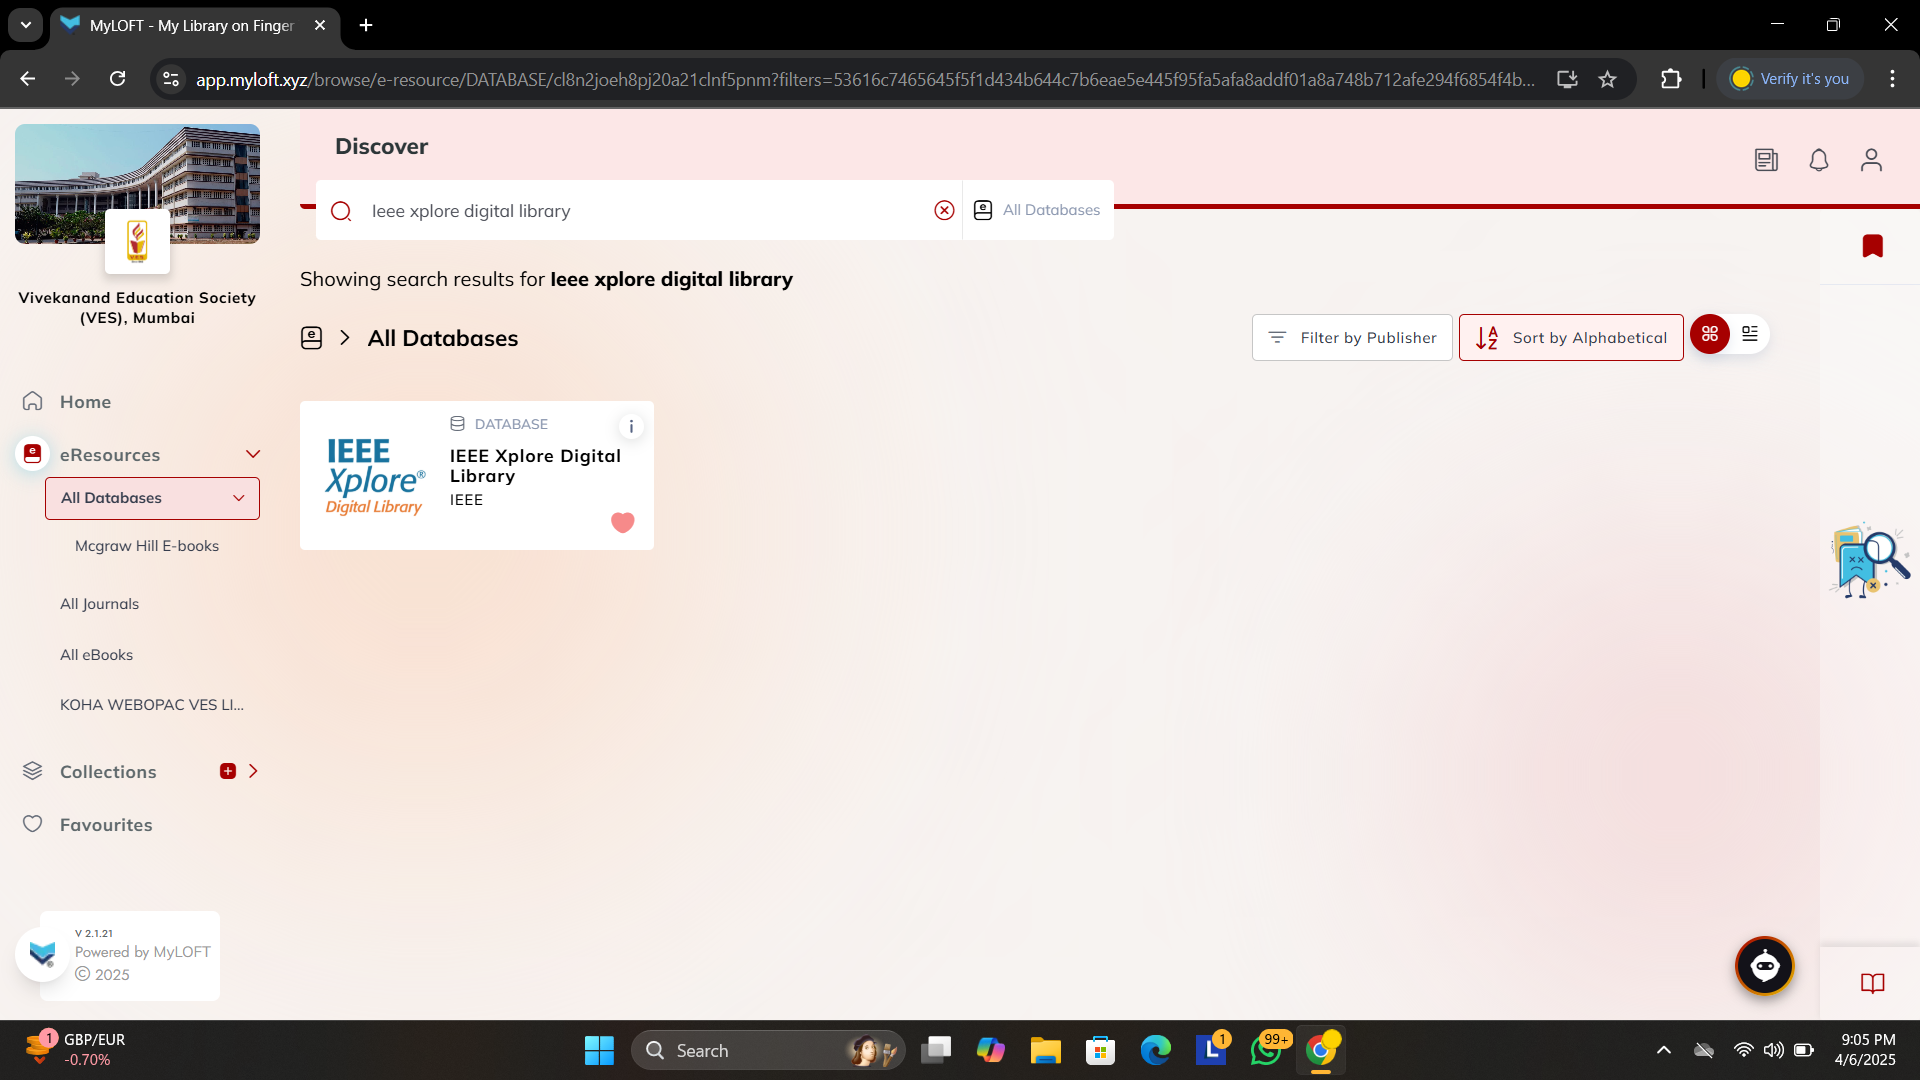 MyLOFT - My Library on Finger
app.myloft.xyz/browse/e-resource/DATABASE/cl8n2joeh8pj20a21clnf5pnm?filters=53616c7465645f5f1d434b644c7b6eae5e445f95fa5afa8addf01a8a748b712afe294f6854f4b...
Verify it's you
Discover
Ieee xplore digital library
All Databases
Showing search results for Ieee xplore digital library
All Databases
Filter by Publisher
Sort by Alphabetical
Vivekanand Education Society
(VES), Mumbai
Home
eResources
All Databases
Mcgraw Hill E-books
All Journals
All eBooks
KOHA WEBOPAC VES LI...
Collections
Favourites
IEEE
Xplore®
Digital Library
DATABASE
IEEE Xplore Digital
Library
IEEE
V 2.1.21
Powered by MyLOFT
© 2025
1
GBP/EUR
-0.70%
Search
1
99+
9:05 PM
4/6/2025